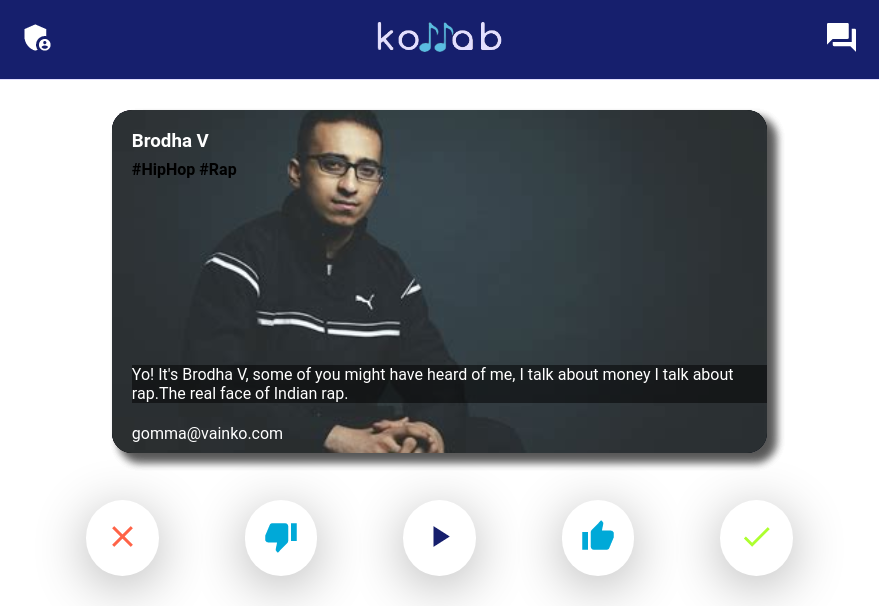 kollab
Brodha V
#HipHop #Rap
Yo! It's Brodha V, some of you might have heard of me, I talk about money I talk about
rap.The real face of Indian rap.
gomma@vainko.com